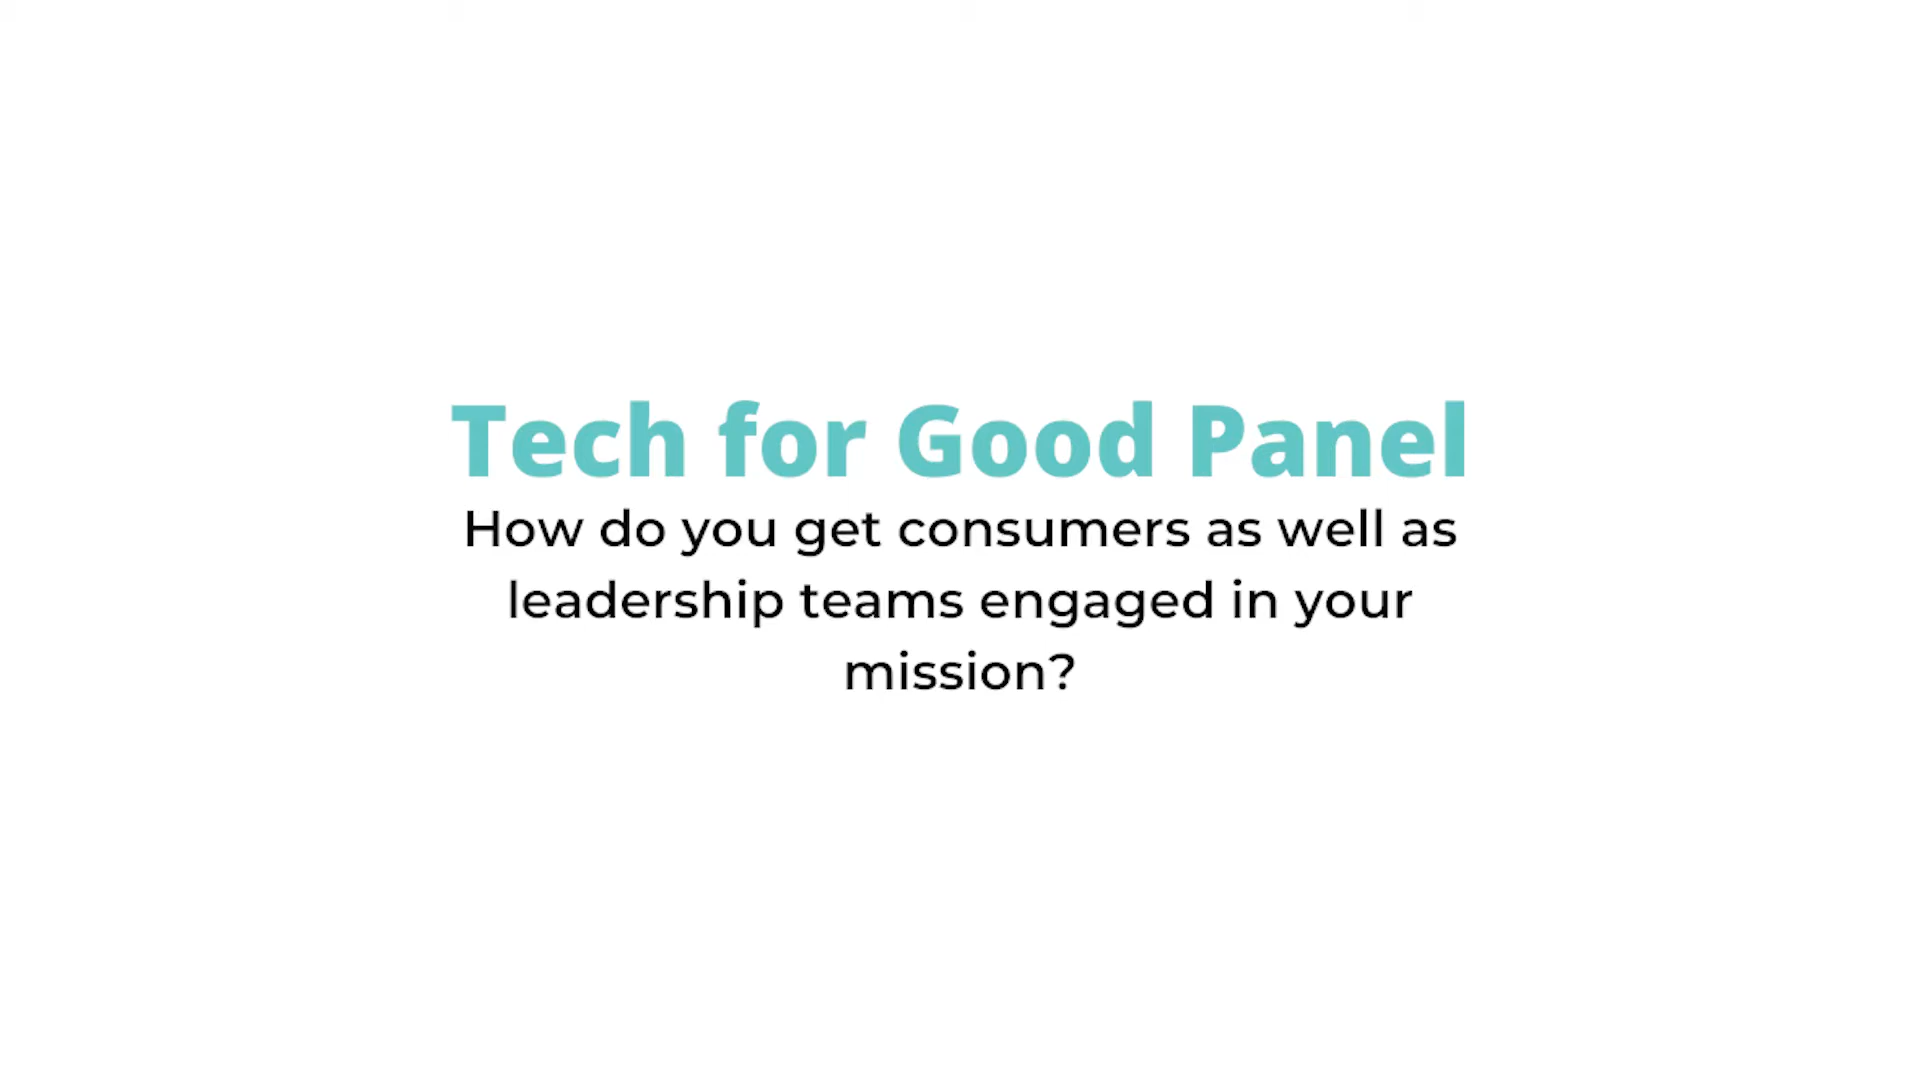 Tech for Good Panel
How do you get consumers as well as
leadership teams engaged in your
mission?